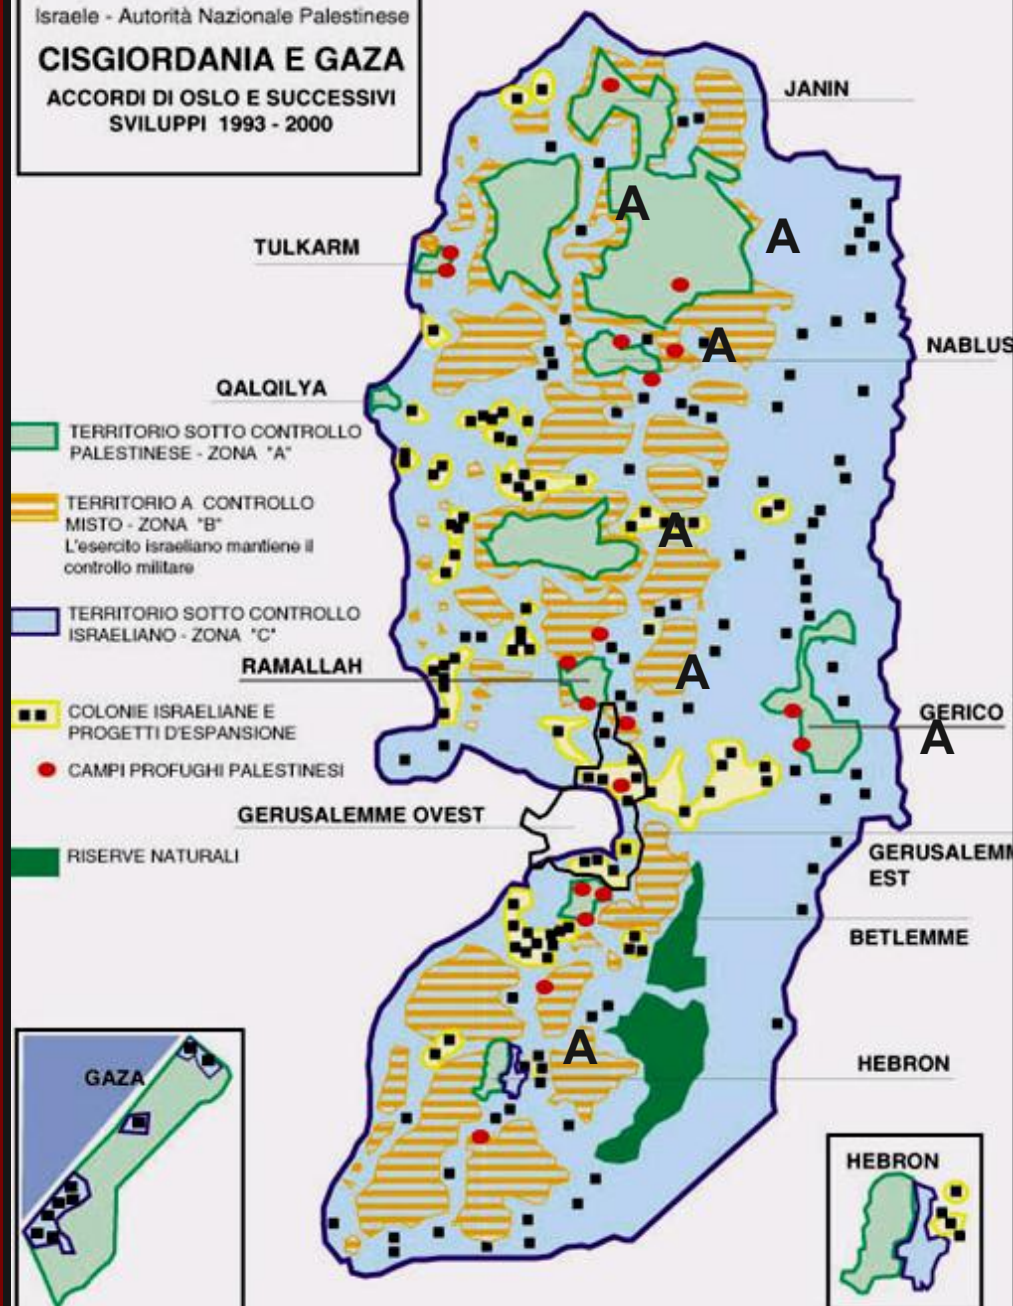 Israele - Autorità Nazionale Palestinese
CISGIORDANIA E GAZA
ACCORDI DI OSLO E SUCCESSIVI
SVILUPPI 1993 - 2000
JANIN
A
A
TULKARM
A
NABLUS
QALQILYA
TERRITORIO SOTTO CONTROLLO
PALESTINESE - ZONA "A"
TERRITORIO A CONTROLLO
MISTO - ZONA "B"
L'esercito israeliano mantiene il
controllo militare
A
TERRITORIO SOTTO CONTROLLO
ISRAELIANO - ZONA "C"
RAMALLAH
A
COLONIE ISRAELIANE E
PROGETTI D'ESPANSIONE
GERICO
A
CAMPI PROFUGHI PALESTINESI
GERUSALEMME OVEST
RISERVE NATURALI
GERUSALEMM
EST
BETLEMME
A
HEBRON
GAZA
HEBRON